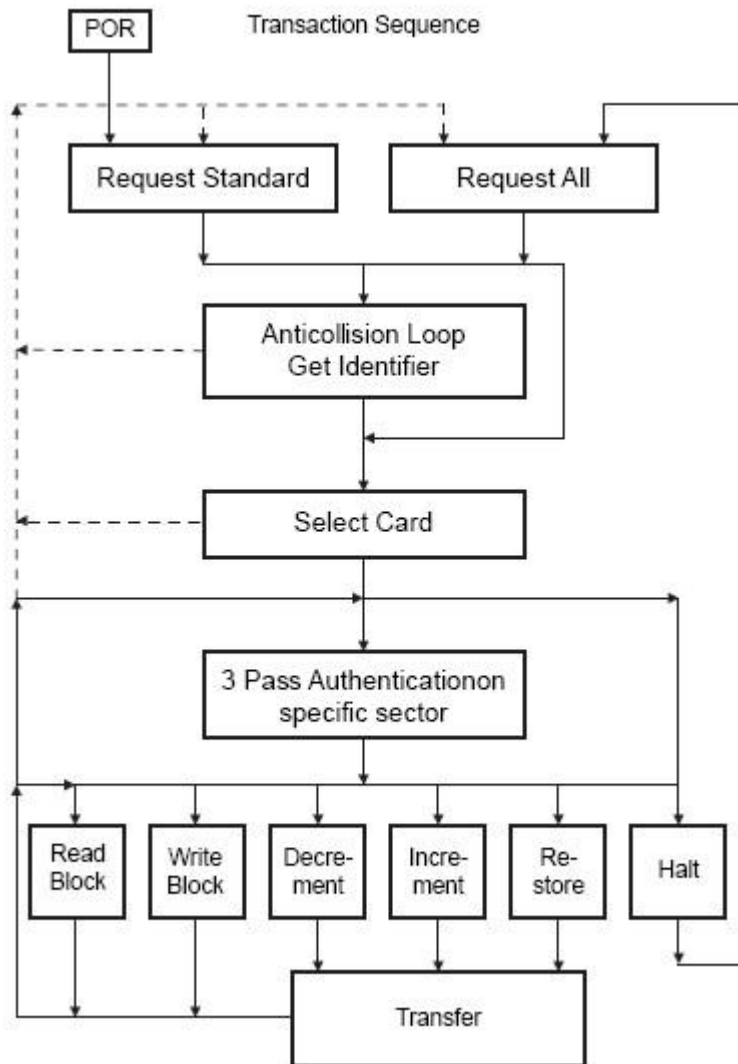 POR
Transaction Sequence
Request Standard
Request All
Anticollision Loop
Get Identifier
Select Card
3 Pass Authenticationon
specific sector
Read
Block
Write
Block
Decre-
ment
Incre-
ment
Re-
store
Halt
Transfer